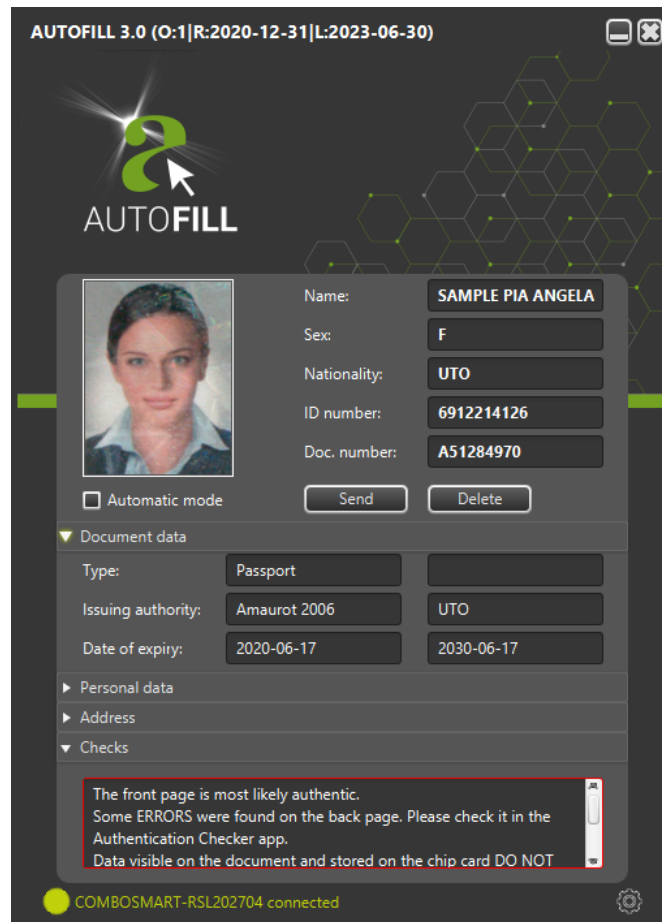 AUTOFILL 3.0 (O:1|R:2020-12-31|L:2023-06-30)
a
AUTOFILL
Name: SAMPLE PIA ANGELA
Sex: F
Nationality: UTO
ID number: 6912214126
Doc. number: A51284970
Automatic mode Send Delete
Document data
Type: Passport
Issuing authority: Amaurot 2006 UTO
Date of expiry: 2020-06-17 2030-06-17
Personal data
Address
Checks
The front page is most likely authentic.
Some ERRORS were found on the back page. Please check it in the
Authentication Checker app.
Data visible on the document and stored on the chip card DO NOT
COMBOSMART-RSL202704 connected